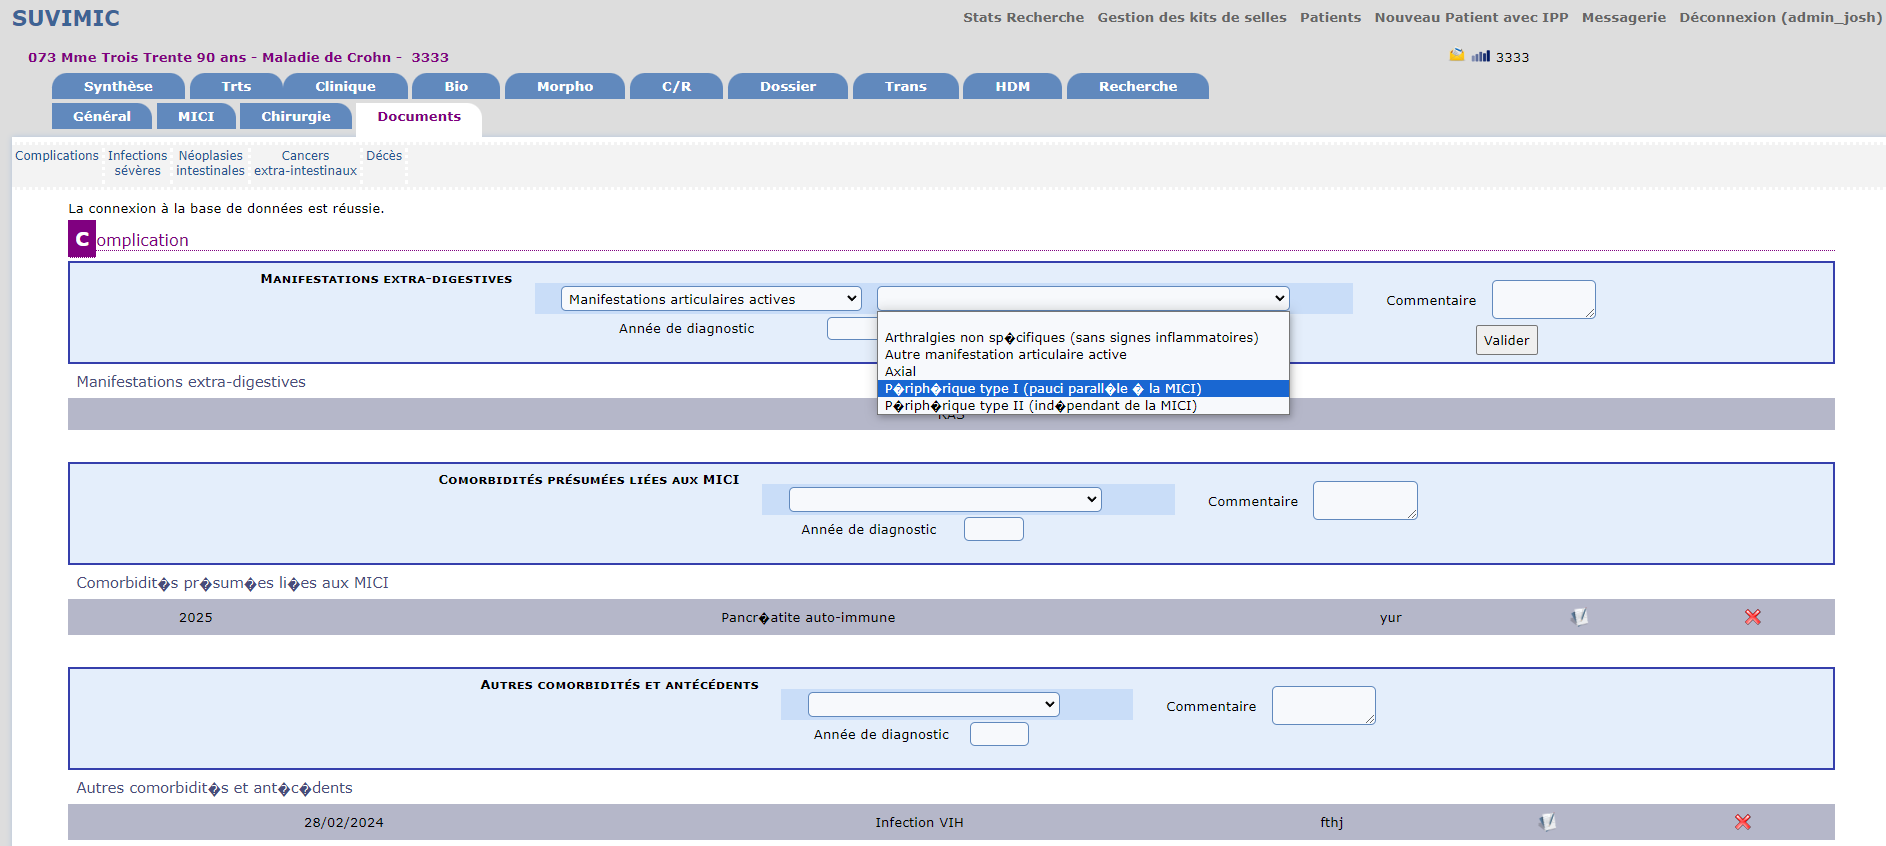 SUVIMIC
Stats Recherche Gestion des kits de selles Patients Nouveau Patient avec IPP Messagerie Déconnexion (admin_josh)
073 Mme Trois Trente 90 ans - Maladie de Crohn - 3333
3333
Synthèse Trts Clinique Bio Morpho C/R Dossier Trans HDM Recherche
Général MICI Chirurgie Documents
Complications
Infections sévères
Néoplasies intestinales
Cancers extra-intestinaux
Décès
La connexion à la base de données est réussie.
Complication
MANIFESTATIONS EXTRA-DIGESTIVES
Manifestations articulaires actives
Commentaire
Année de diagnostic
Valider
Arthralgies non sp�cifiques (sans signes inflammatoires)
Autre manifestation articulaire active
Axial
P�riph�rique type I (pauci parall�le � la MICI)
P�riph�rique type II (ind�pendant de la MICI)
Manifestations extra-digestives
COMORBIDITÉS PRÉSUMÉES LIÉES AUX MICI
Commentaire
Année de diagnostic
Comorbidit�s pr�sum�es li�es aux MICI
2025 Pancr�atite auto-immune yur
AUTRES COMORBIDITÉS ET ANTÉCÉDENTS
Commentaire
Année de diagnostic
Autres comorbidit�s et ant�c�dents
28/02/2024 Infection VIH fthj